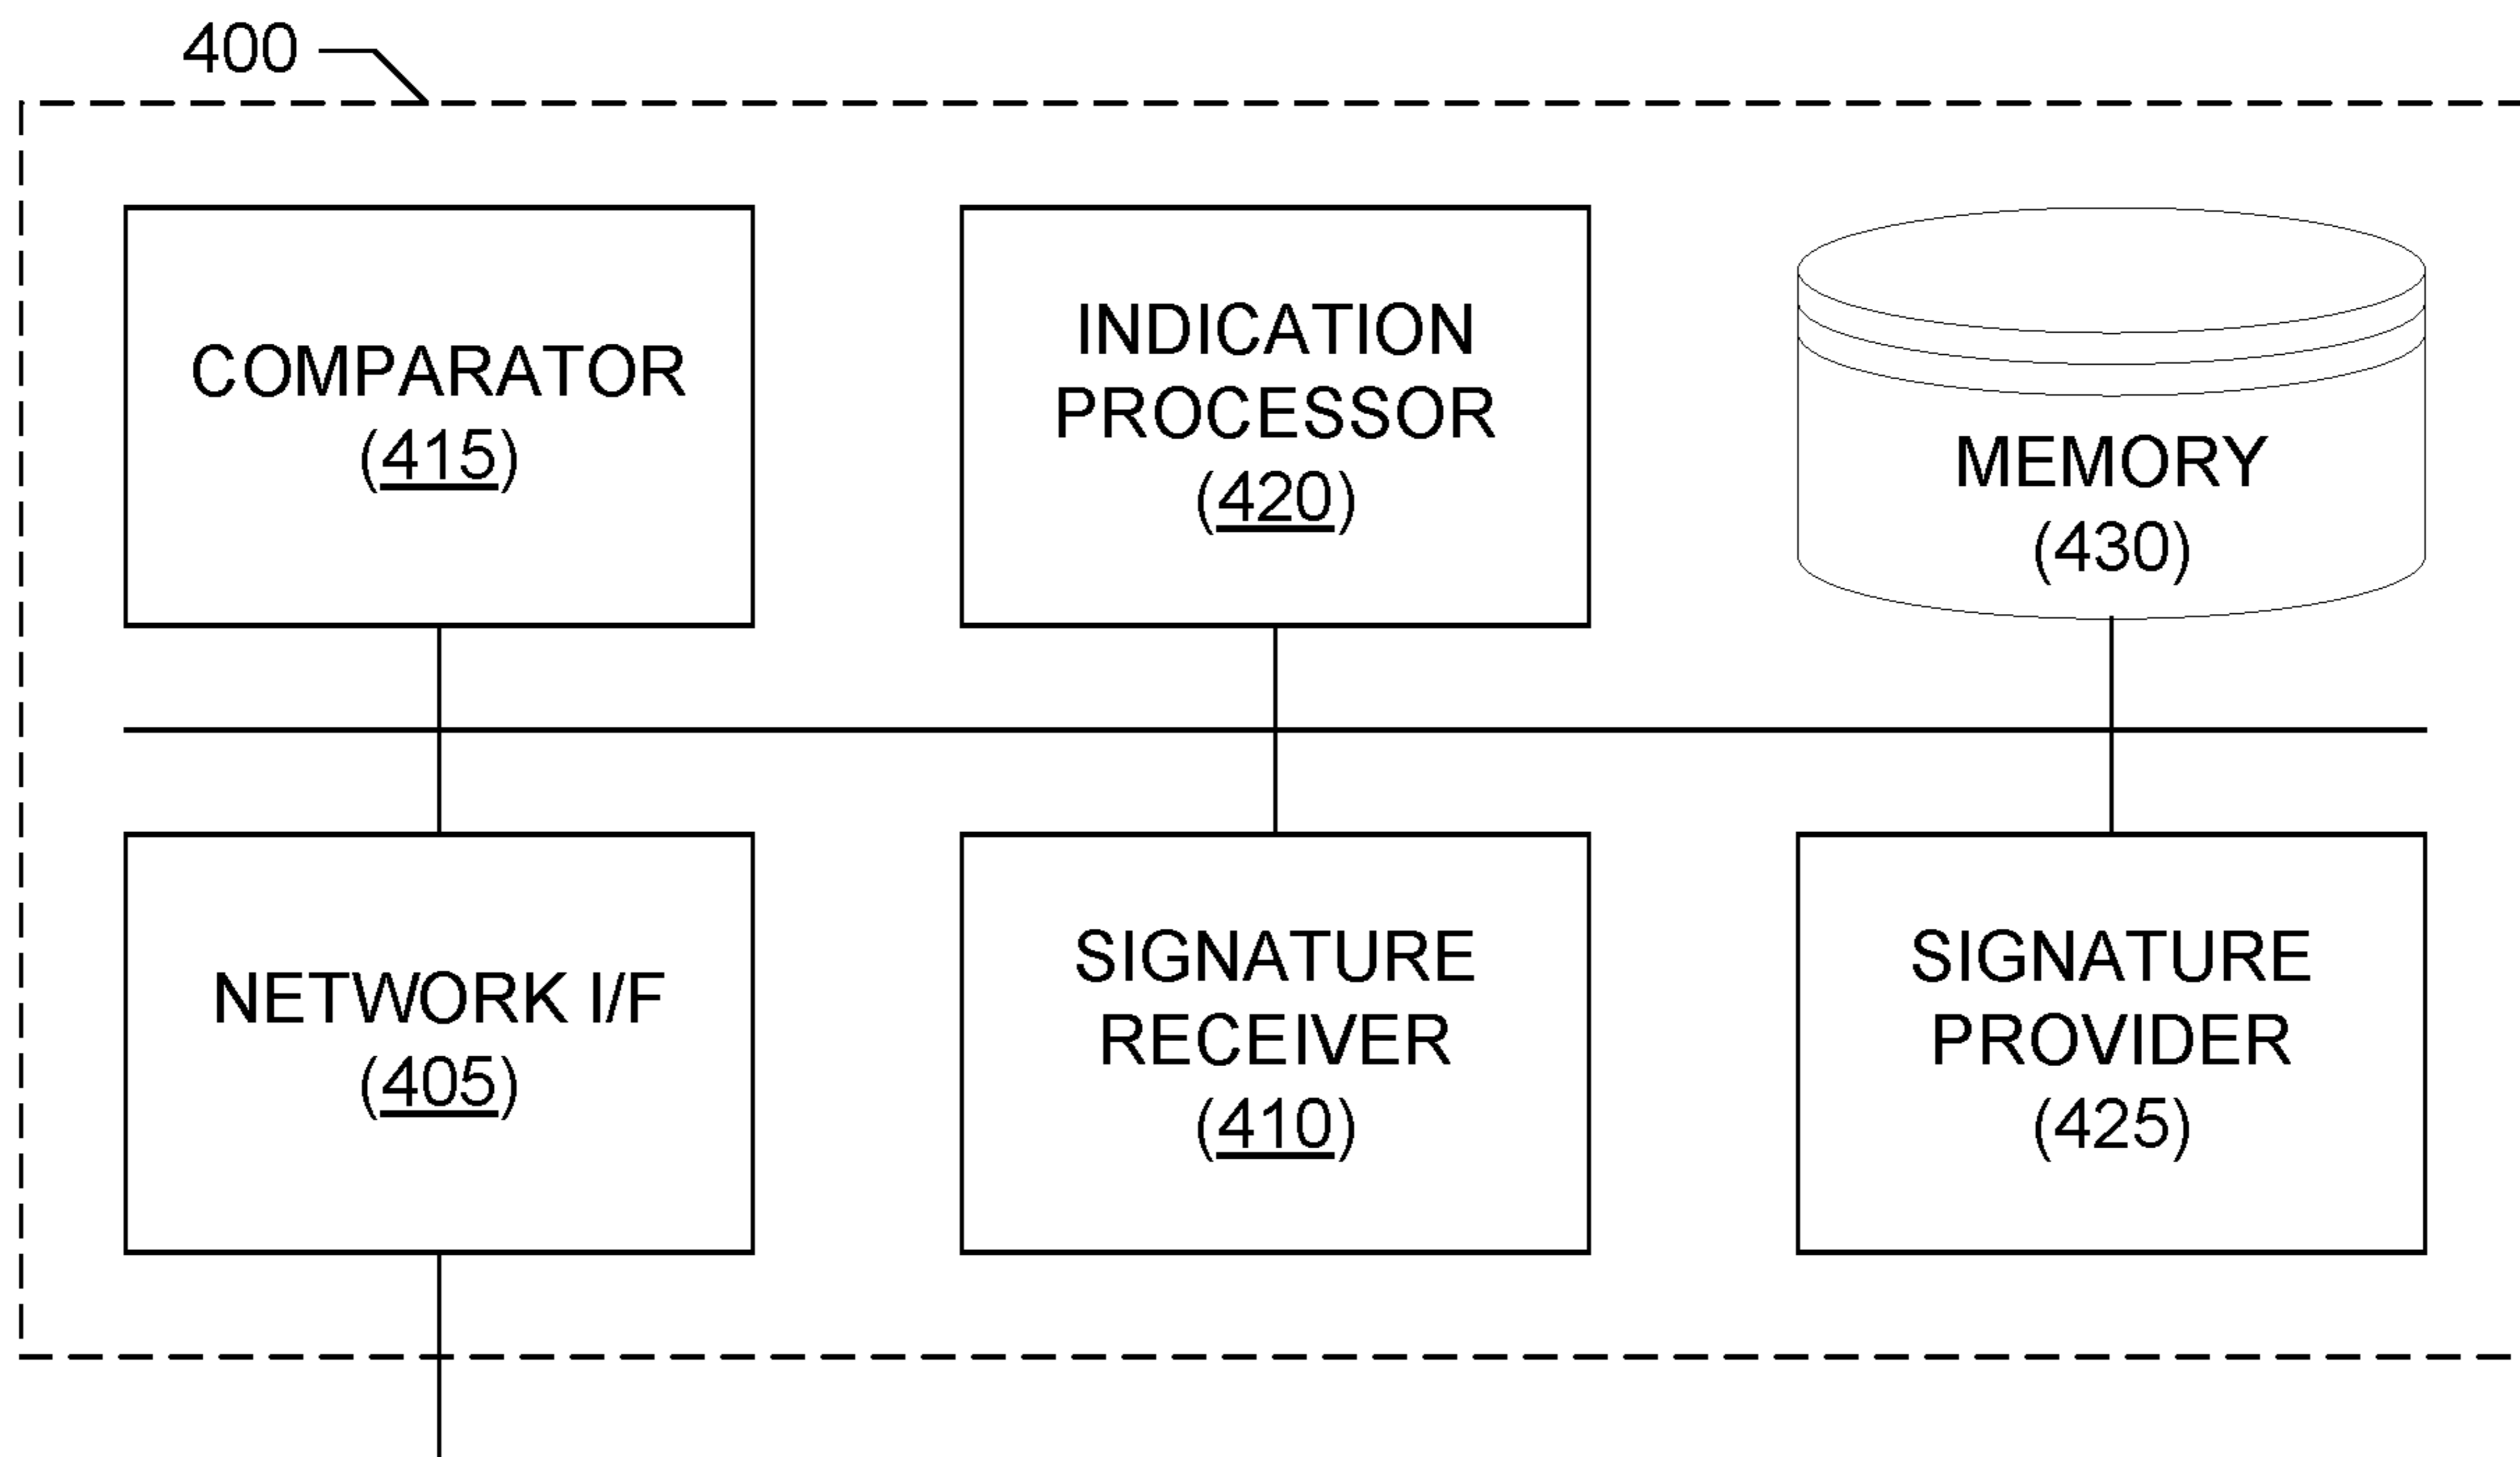 400
COMPARATOR
(415)
INDICATION
PROCESSOR
(420)
MEMORY
(430)
NETWORK I/F
(405)
SIGNATURE
RECEIVER
(410)
SIGNATURE
PROVIDER
(425)